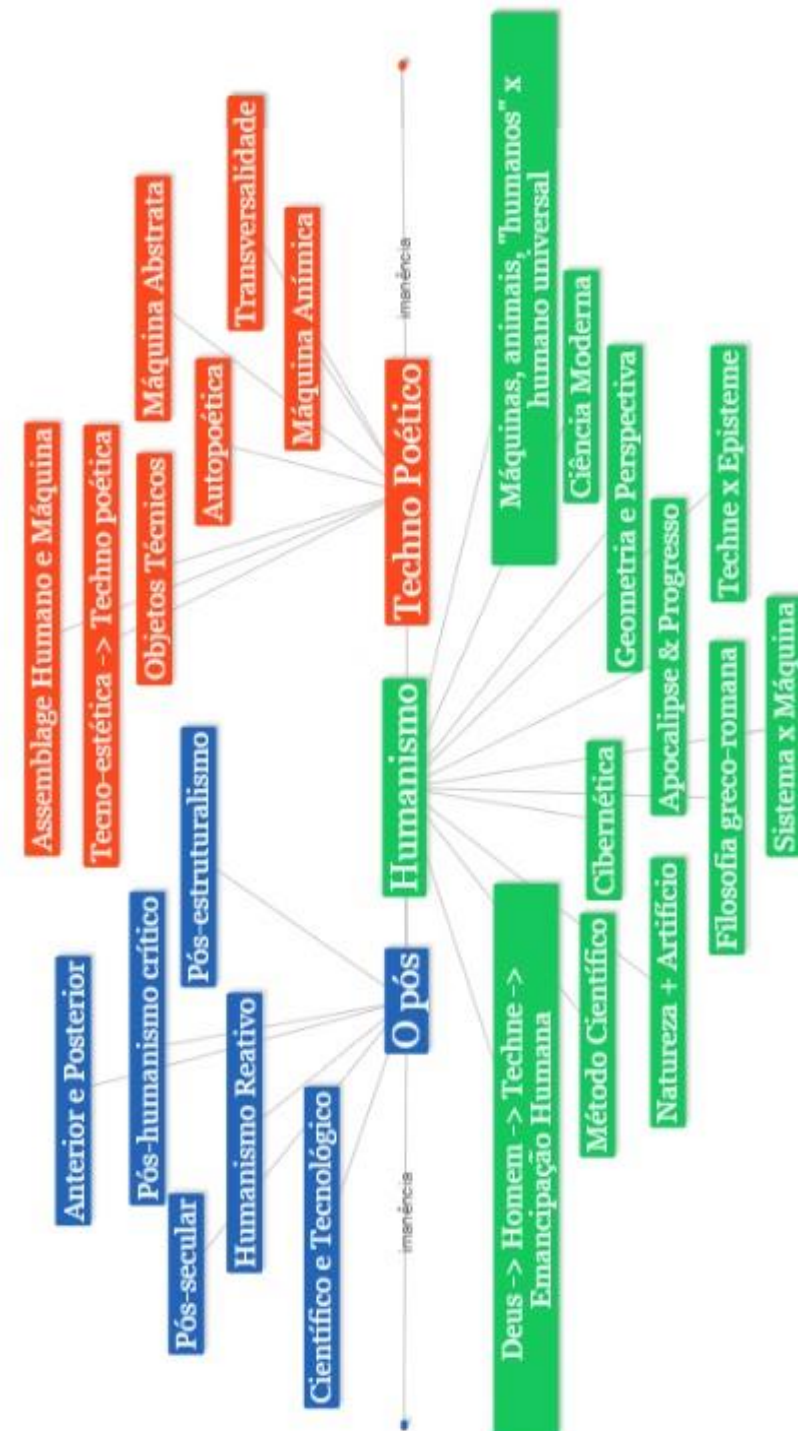 Anterior e Posterior
Pós-humanismo crítico
Pós-secular
Pós-estruturalismo
Humanismo Reativo
Científico e Tecnológico
Assemblage Humano e Máquina
Tecno-estética -> Techno poética
Objetos Técnicos
Máquina Abstrata
Autopoética
Transversalidade
Máquina Anímica
imanência
O pós
Humanismo
Techno Poético
imanência
Deus -> Homem -> Techne ->
Emancipação Humana
Máquinas, animais, "humanos" x
humano universal
Método Científico
Cibernética
Ciência Moderna
Geometria e Perspectiva
Natureza + Artifício
Apocalipse & Progresso
Filosofia greco-romana
Techne x Episteme
Sistema x Máquina